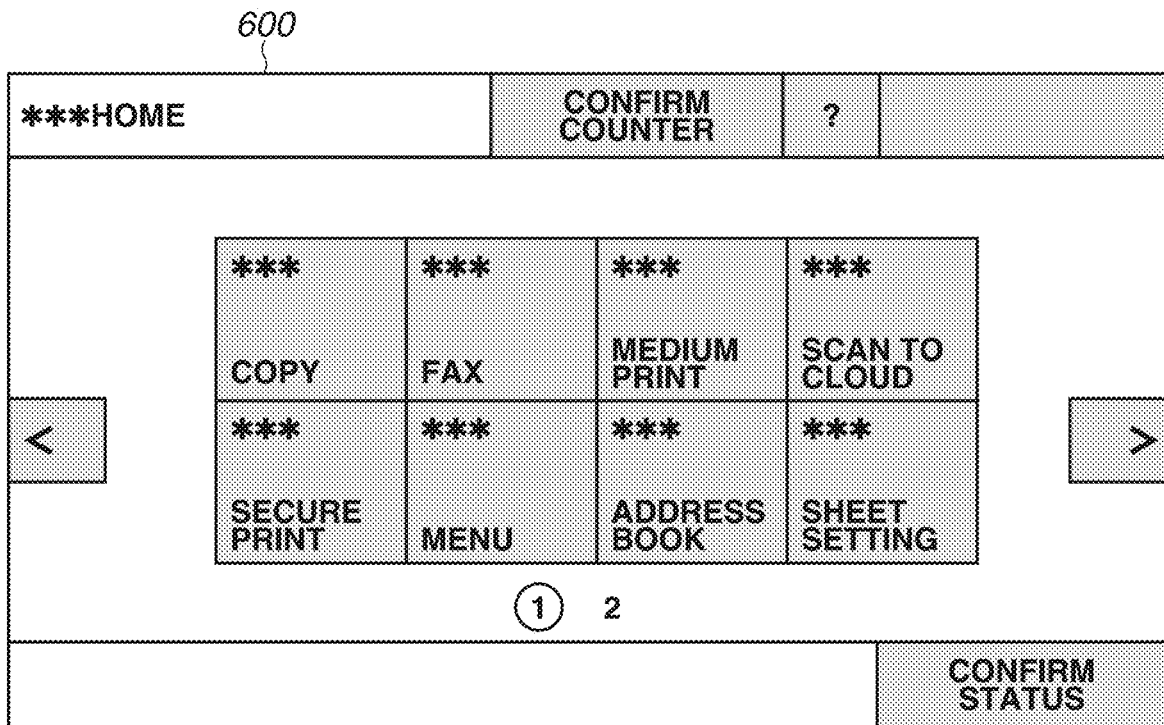 600
***HOME
CONFIRM
COUNTER
?
***
COPY
***
FAX
***
MEDIUM
PRINT
***
SCAN TO
CLOUD
<
***
SECURE
PRINT
***
MENU
***
ADDRESS
BOOK
***
SHEET
SETTING
>
1 2
CONFIRM
STATUS